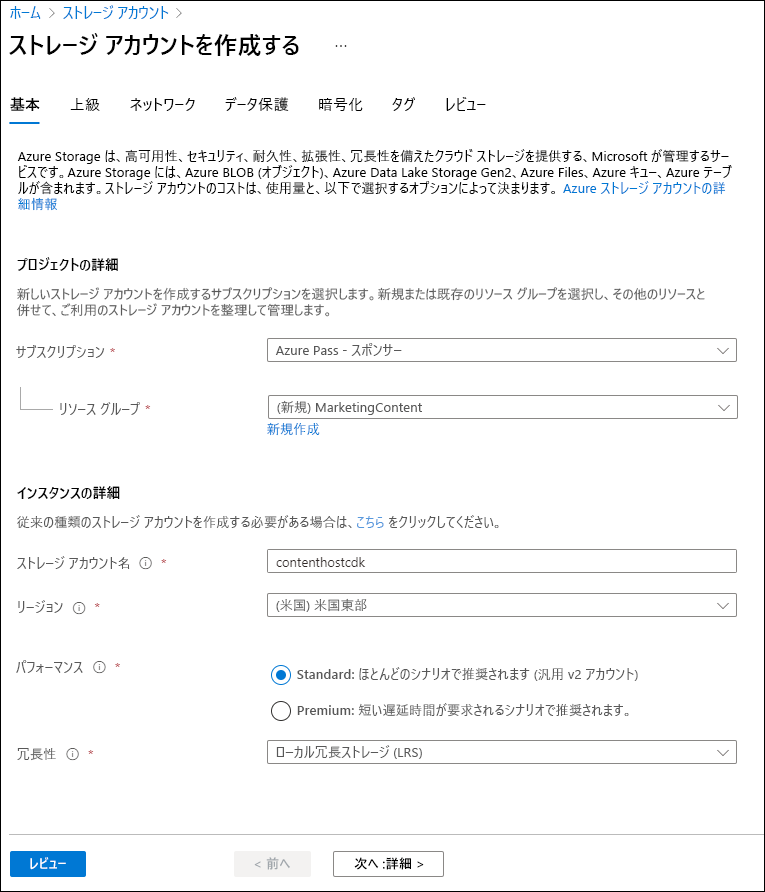 ホーム > ストレージ アカウント >
ストレージ アカウントを作成する ...
基本 上級 ネットワーク データ保護 暗号化 タグ レビュー
Azure Storage は、高可用性、セキュリティ、耐久性、拡張性、冗長性を備えたクラウド ストレージを提供する、Microsoft が管理するサー
ビスです。Azure Storage には、Azure BLOB (オブジェクト)、Azure Data Lake Storage Gen2、Azure Files、Azure キュー、Azure テーブ
ルが含まれます。ストレージ アカウントのコストは、使用量と、以下で選択するオプションによって決まります。 Azure ストレージ アカウントの詳
細情報
プロジェクトの詳細
新しいストレージ アカウントを作成するサブスクリプションを選択します。新規または既存のリソース グループを選択し、その他のリソースと
併せて、ご利用のストレージ アカウントを整理して管理します。
サブスクリプション *
Azure Pass - スポンサー
リソース グループ *
(新規) MarketingContent
新規作成
インスタンスの詳細
従来の種類のストレージ アカウントを作成する必要がある場合は、こちら をクリックしてください。
ストレージ アカウント名 *
contenthostcdk
リージョン *
(米国) 米国東部
パフォーマンス *
Standard: ほとんどのシナリオで推奨されます (汎用 v2 アカウント)
Premium: 短い遅延時間が要求されるシナリオで推奨されます。
冗長性 *
ローカル冗長ストレージ (LRS)
レビュー < 前へ 次へ :詳細 >